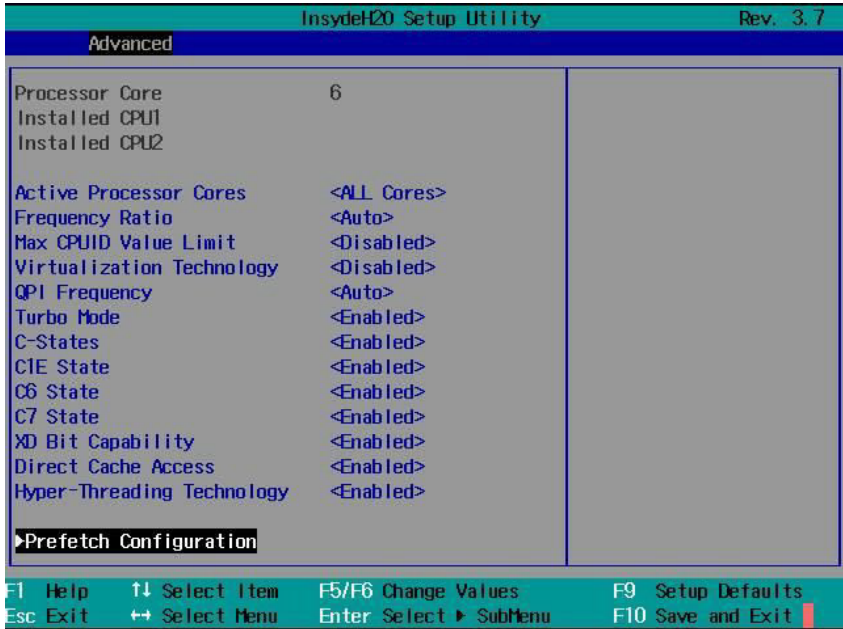 InsydeH2O Setup Utility Rev. 3.7
Advanced
Processor Core 6
Installed CPU1
Installed CPU2
Active Processor Cores <ALL Cores>
Frequency Ratio <Auto>
Max CPUID Value Limit <Disabled>
Virtualization Technology <Disabled>
QPI Frequency <Auto>
Turbo Mode <Enabled>
C-States <Enabled>
C1E State <Enabled>
C6 State <Enabled>
C7 State <Enabled>
XD Bit Capability <Enabled>
Direct Cache Access <Enabled>
Hyper-Threading Technology <Enabled>
▶Prefetch Configuration
F1 Help ↑↓ Select Item F5/F6 Change Values F9 Setup Defaults
Esc Exit ↔ Select Menu Enter Select ▶ SubMenu F10 Save and Exit